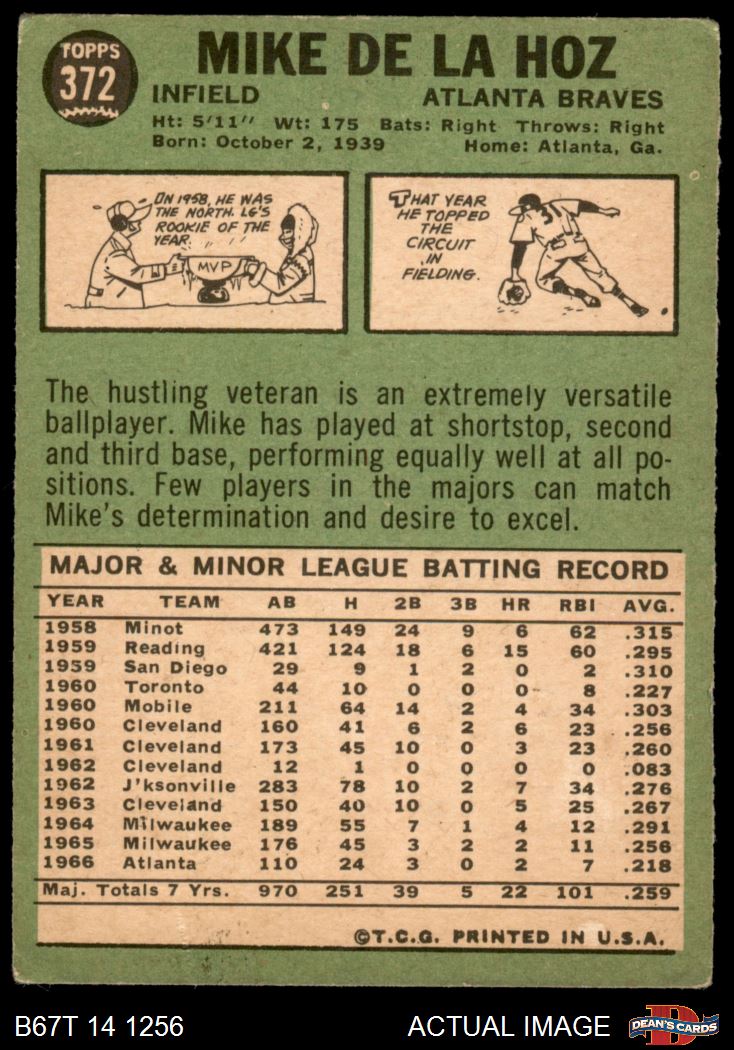 TOPPS
372
MIKE DE LA HOZ
INFIELD ATLANTA BRAVES
Ht: 5'11" Wt: 175 Bats: Right Throws: Right
Born: October 2, 1939 Home: Atlanta, Ga.
IN 1958, HE WAS
THE NORTH. LG'S
ROOKIE OF THE
YEAR.
MVP
THAT YEAR
HE TOPPED
THE
CIRCUIT
IN
FIELDING.
The hustling veteran is an extremely versatile
ballplayer. Mike has played at shortstop, second
and third base, performing equally well at all po-
sitions. Few players in the majors can match
Mike's determination and desire to excel.
MAJOR & MINOR LEAGUE BATTING RECORD
YEAR TEAM AB H 2B 3B HR RBI AVG.
1958 Minot 473 149 24 9 6 62 .315
1959 Reading 421 124 18 6 15 60 .295
1959 San Diego 29 9 1 2 0 2 .310
1960 Toronto 44 10 0 0 0 8 .227
1960 Mobile 211 64 14 2 4 34 .303
1960 Cleveland 160 41 6 2 6 23 .256
1961 Cleveland 173 45 10 0 3 23 .260
1962 Cleveland 12 1 0 0 0 0 .083
1962 J'ksonville 283 78 10 2 7 34 .276
1963 Cleveland 150 40 10 0 5 25 .267
1964 Milwaukee 189 55 7 1 4 12 .291
1965 Milwaukee 176 45 3 2 2 11 .256
1966 Atlanta 110 24 3 0 2 7 .218
Maj. Totals 7 Yrs. 970 251 39 5 22 101 .259
©T.C.G. PRINTED IN U.S.A.
B67T 14 1256 ACTUAL IMAGE DEAN'S CARDS